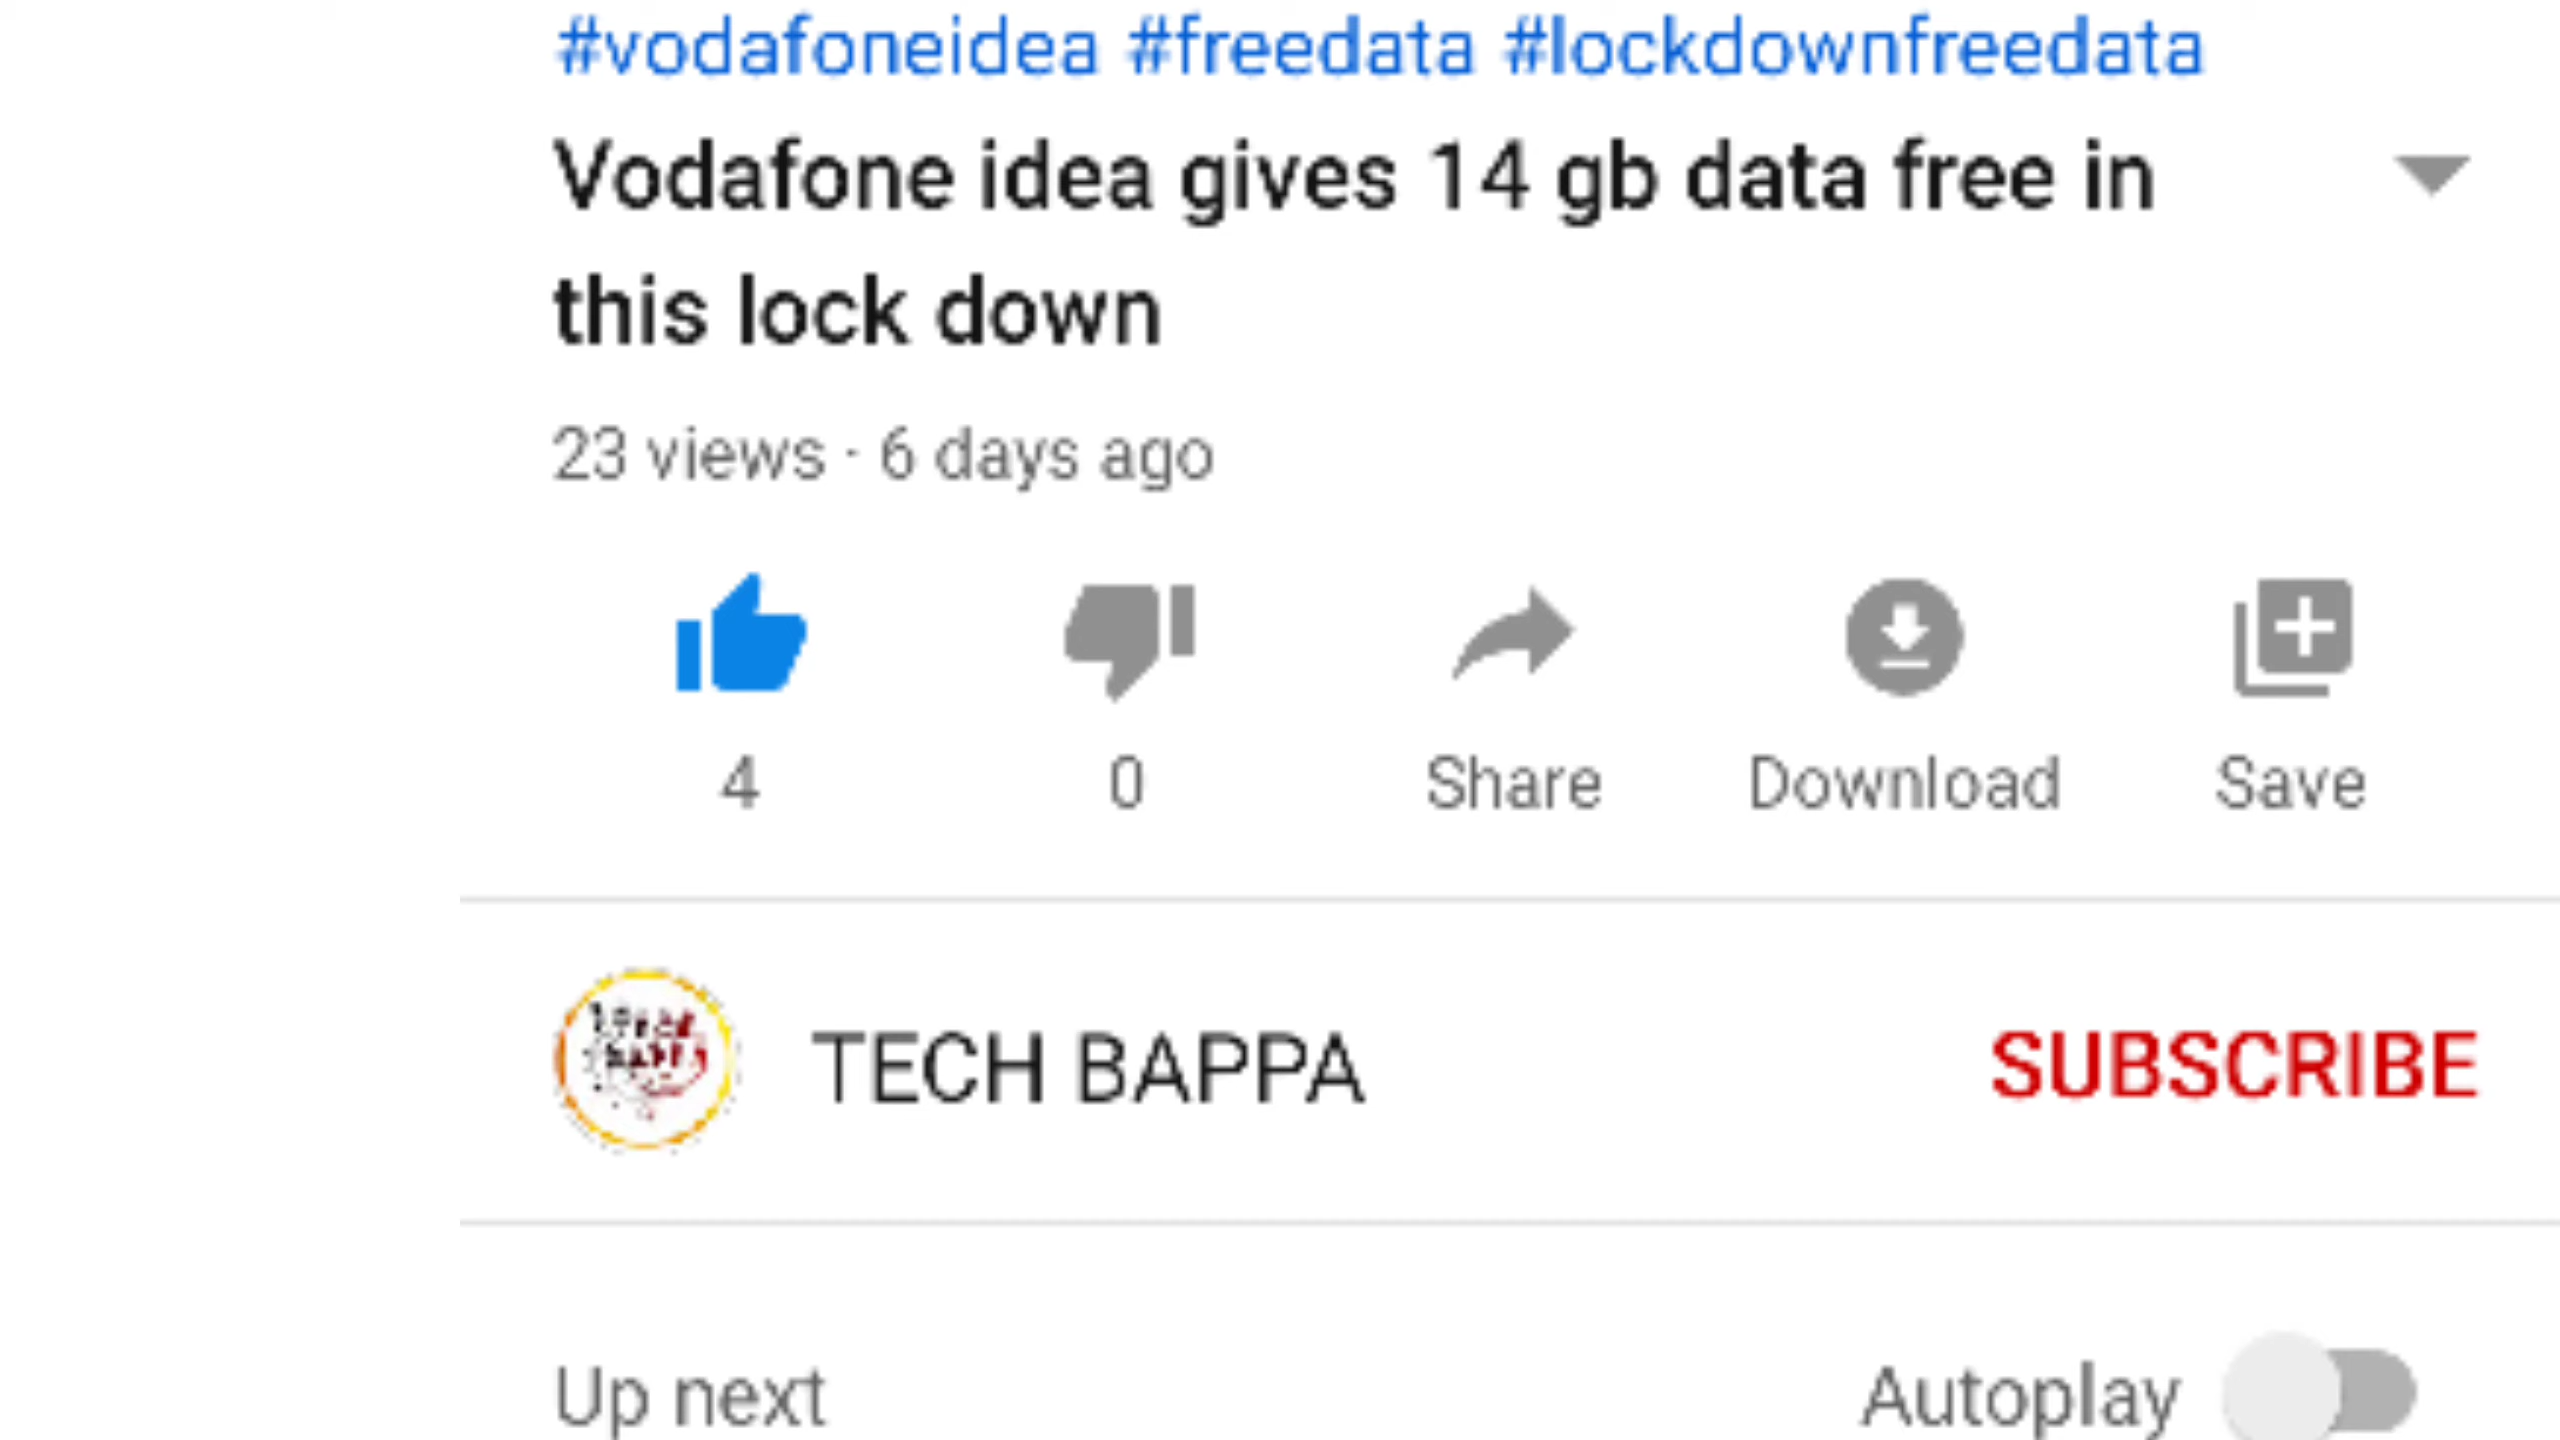 #vodafoneidea #freedata #lockdownfreedata
Vodafone idea gives 14 gb data free in
this lock down
23 views · 6 days ago
4 0 Share Download Save
TECH BAPPA SUBSCRIBE
Up next Autoplay